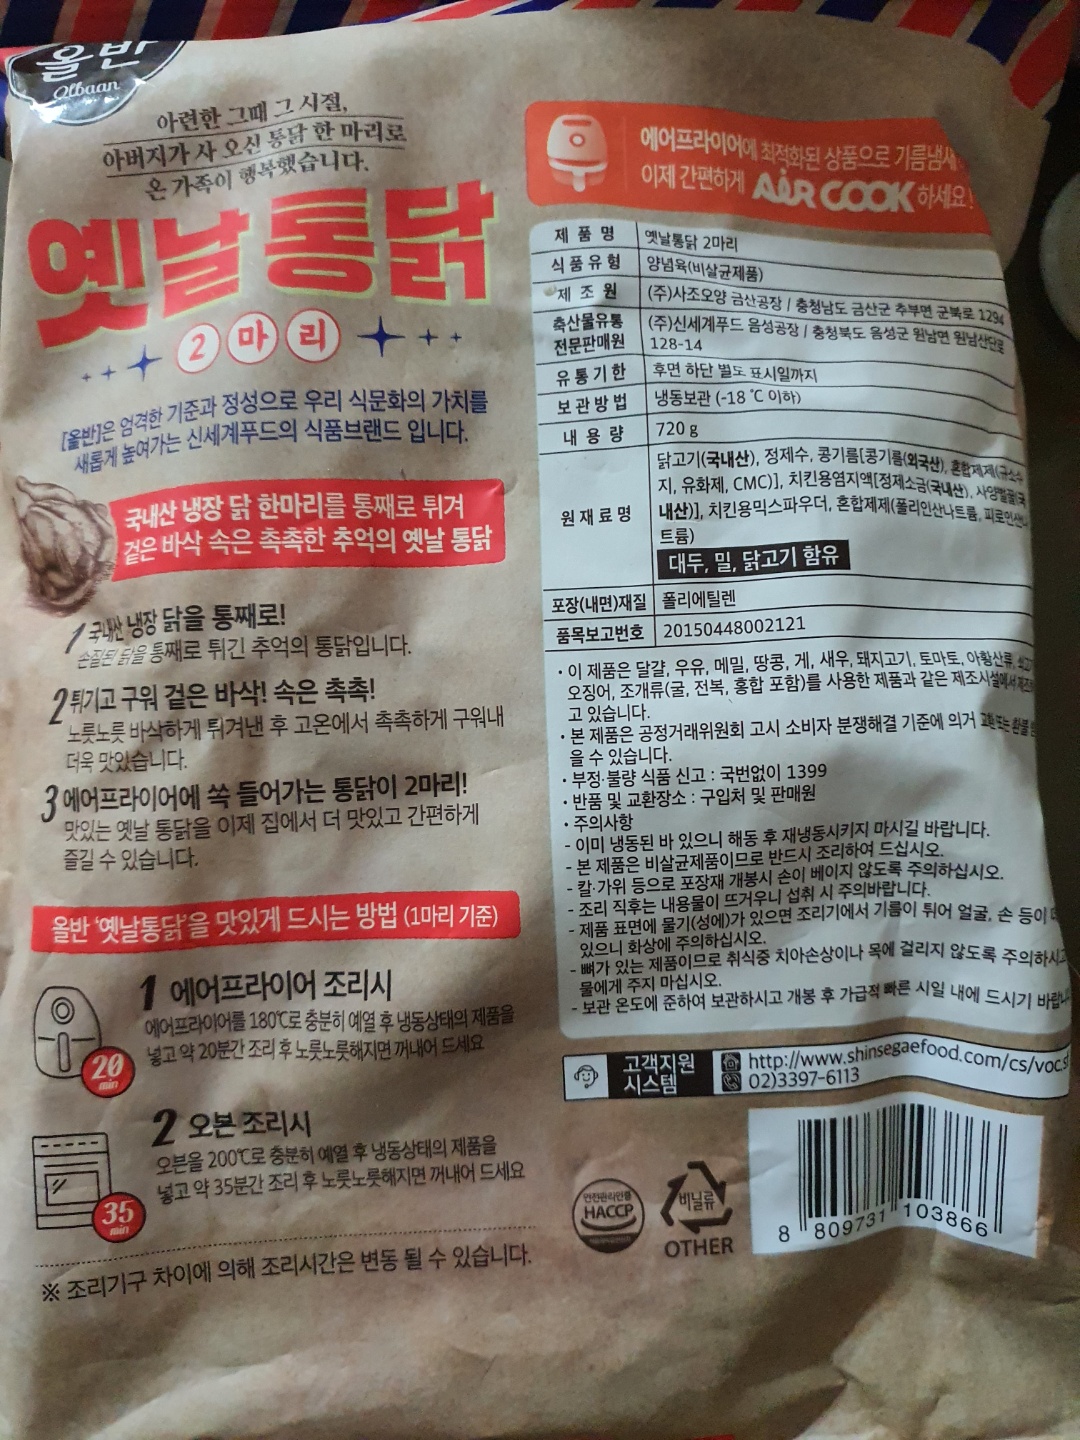 올반
Olbaan
아련한 그때 그 시절,
아버지가 사 오신 통닭 한 마리로
온 가족이 행복했습니다.
옛날통닭
2마리
[올반]은 엄격한 기준과 정성으로 우리 식문화의 가치를
새롭게 높여가는 신세계푸드의 식품브랜드 입니다.
국내산 냉장 닭 한마리를 통째로 튀겨
겉은 바삭 속은 촉촉한 추억의 옛날 통닭
1 국내산 냉장 닭을 통째로!
손질된 닭을 통째로 튀긴 추억의 통닭입니다.
2 튀기고 구워 겉은 바삭! 속은 촉촉!
노릇노릇 바삭하게 튀겨낸 후 고온에서 촉촉하게 구워내
더욱 맛있습니다.
3 에어프라이어에 쏙 들어가는 통닭이 2마리!
맛있는 옛날 통닭을 이제 집에서 더 맛있고 간편하게
즐길 수 있습니다.
올반 '옛날통닭'을 맛있게 드시는 방법 (1마리 기준)
1 에어프라이어 조리시
에어프라이어를 180℃로 충분히 예열 후 냉동상태의 제품을
넣고 약 20분간 조리 후 노릇노릇해지면 꺼내어 드세요
20
min
2 오븐 조리시
오븐을 200℃로 충분히 예열 후 냉동상태의 제품을
넣고 약 35분간 조리 후 노릇노릇해지면 꺼내어 드세요
35
min
※ 조리기구 차이에 의해 조리시간은 변동 될 수 있습니다.
에어프라이어에 최적화된 상품으로 기름냄새
이제 간편하게 AIR COOK 하세요!
제품명 옛날통닭 2마리
식품유형 양념육(비살균제품)
제조원 (주)사조오양 금산공장 / 충청남도 금산군 추부면 군북로 1294
축산물유통 (주)신세계푸드 음성공장 / 충청북도 음성군 원남면 원남산단로
전문판매원 128-14
유통기한 후면 하단 별도 표시일까지
보관방법 냉동보관 (-18 ℃ 이하)
내용량 720 g
닭고기(국내산), 정제수, 콩기름[콩기름(외국산), 혼합제제(규소수
지, 유화제, CMC)], 치킨용염지액[정제소금(국내산), 사양벌꿀(국
원재료명 내산)], 치킨용믹스파우더, 혼합제제(폴리인산나트륨, 피로인산나
트륨)
대두, 밀, 닭고기 함유
포장(내면)재질 폴리에틸렌
품목보고번호 20150448002121
· 이 제품은 달걀, 우유, 메밀, 땅콩, 게, 새우, 돼지고기, 토마토, 아황산류, 쇠고기
오징어, 조개류(굴, 전복, 홍합 포함)를 사용한 제품과 같은 제조시설에서 제조하
고 있습니다.
· 본 제품은 공정거래위원회 고시 소비자 분쟁해결 기준에 의거 교환 또는 환불 받
을 수 있습니다.
· 부정·불량 식품 신고 : 국번없이 1399
· 반품 및 교환장소 : 구입처 및 판매원
· 주의사항
- 이미 냉동된 바 있으니 해동 후 재냉동시키지 마시길 바랍니다.
- 본 제품은 비살균제품이므로 반드시 조리하여 드십시오.
- 칼·가위 등으로 포장재 개봉시 손이 베이지 않도록 주의하십시오.
- 조리 직후는 내용물이 뜨거우니 섭취 시 주의바랍니다.
- 제품 표면에 물기(성에)가 있으면 조리기에서 기름이 튀어 얼굴, 손 등이
있으니 화상에 주의하십시오.
- 뼈가 있는 제품이므로 취식중 치아손상이나 목에 걸리지 않도록 주의하시고
물에게 주지 마십시오.
- 보관 온도에 준하여 보관하시고 개봉 후 가급적 빠른 시일 내에 드시기 바랍니
고객지원
시스템
http://www.shinsegaefood.com/cs/voc.s
02)3397-6113
안전관리인증
HACCP
비닐류
OTHER
8 809731 103866